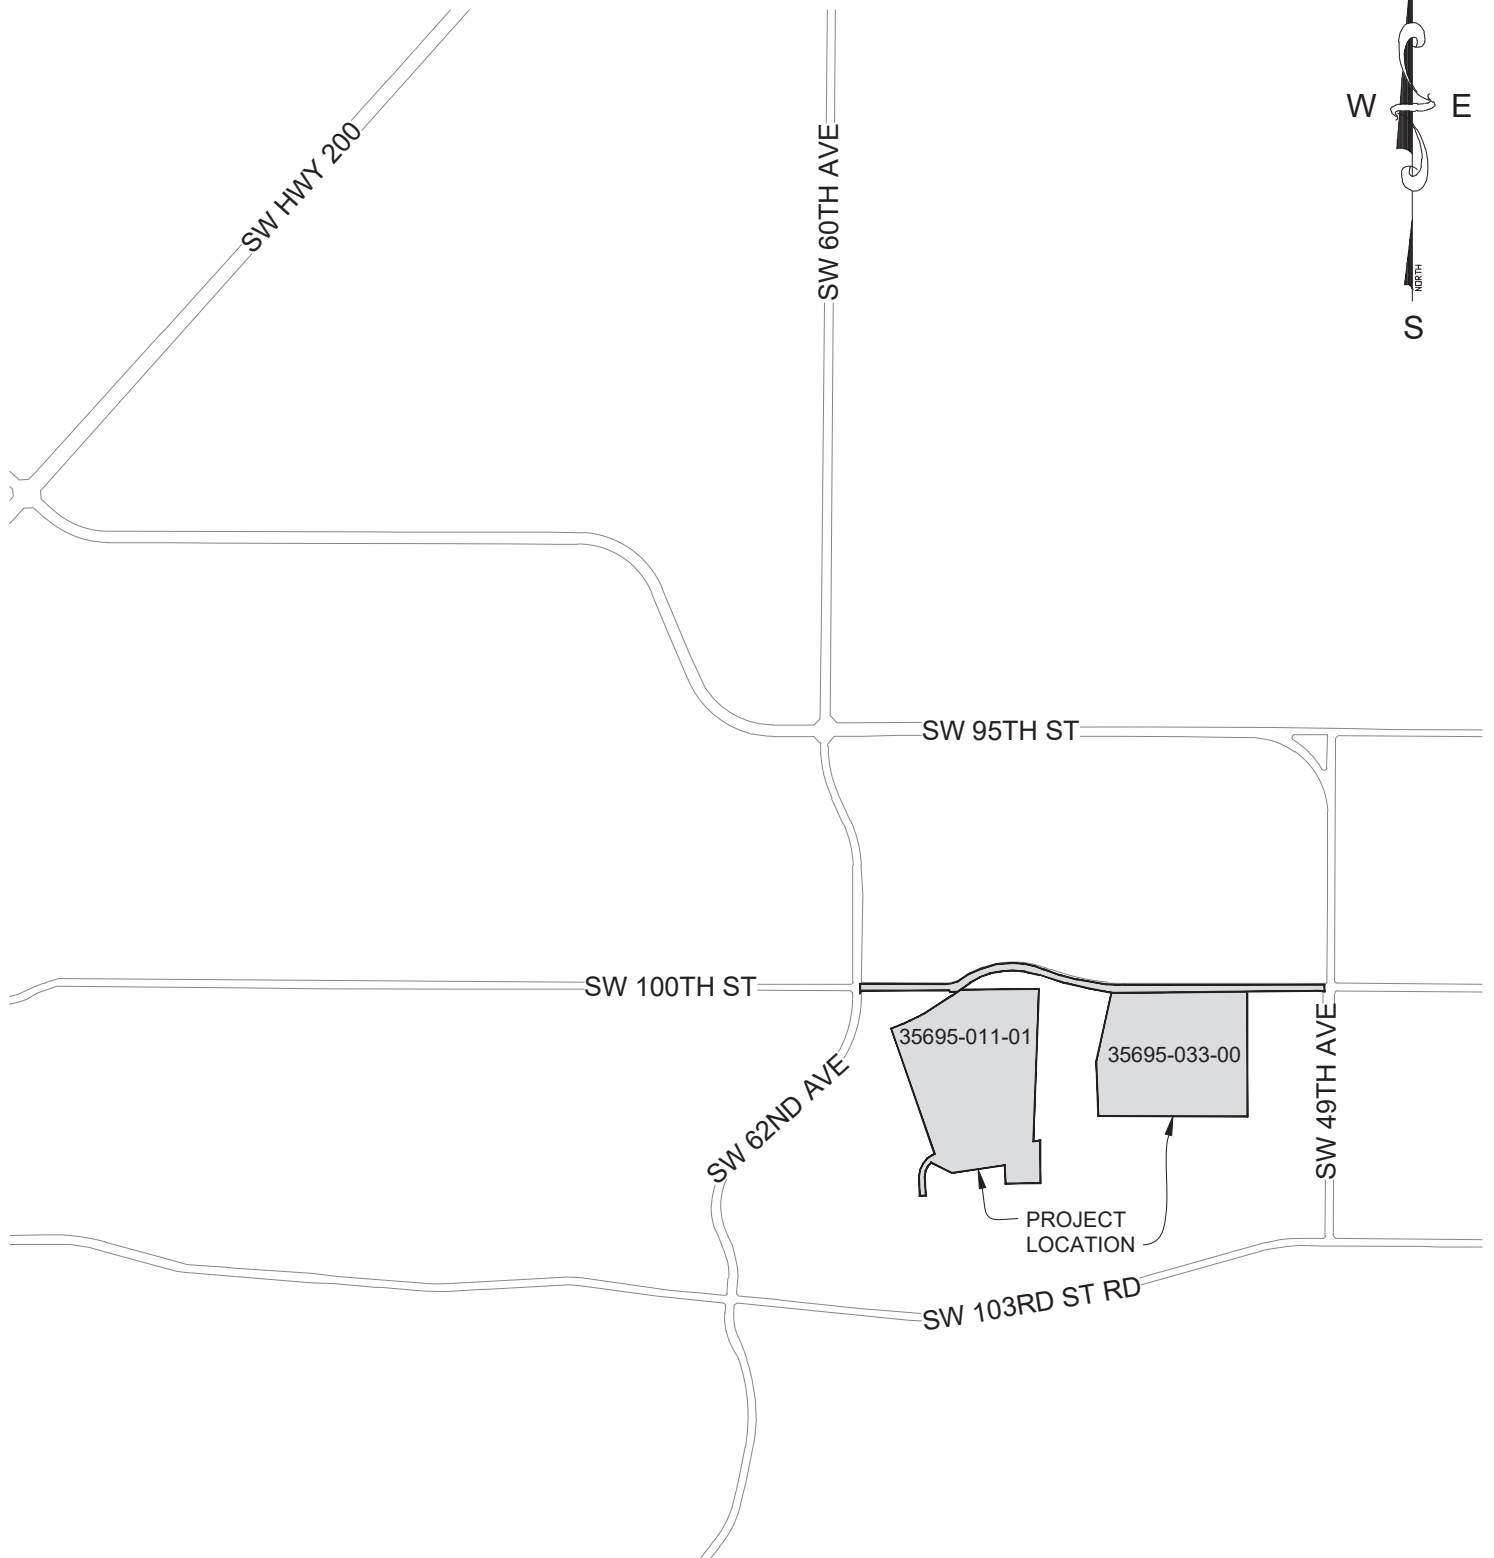 W E
SW HWY 200
SW 60TH AVE
NORTH
S
SW 95TH ST
SW 100TH ST
35695-011-01
35695-033-00
SW 62ND AVE
SW 49TH AVE
PROJECT
LOCATION
SW 103RD ST RD